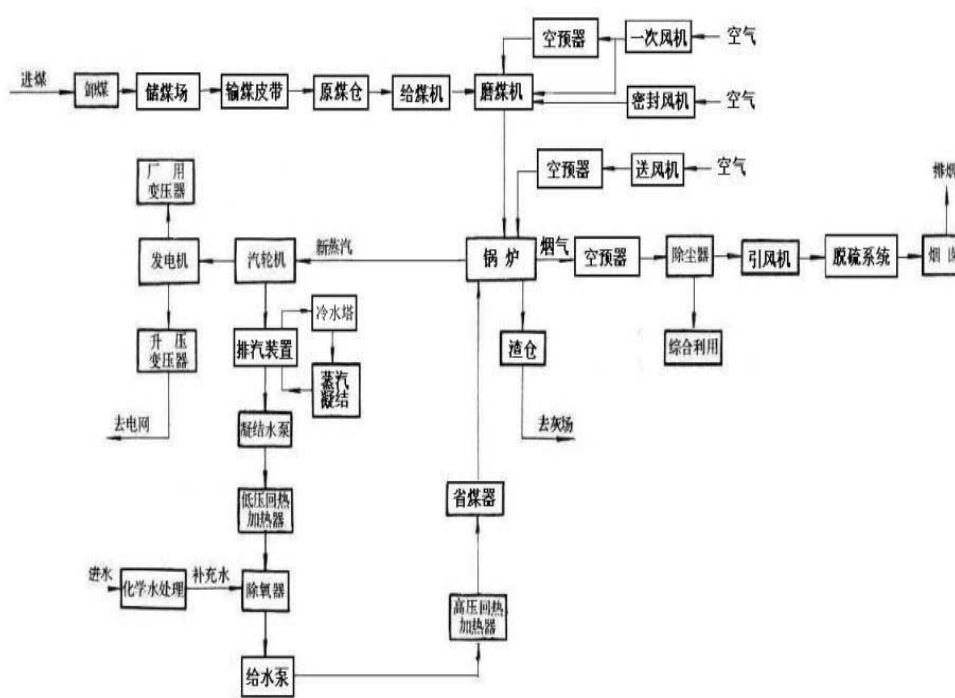 空预器
一次风机
空气
进煤
卸煤
储煤场
输煤皮带
原煤仓
给煤机
磨煤机
密封风机
空气
厂用
变压器
空预器
送风机
空气
排烟
发电机
汽轮机
新蒸汽
锅炉
烟气
空预器
除尘器
引风机
脱硫系统
烟囱
升压
变压器
排汽装置
冷水塔
蒸汽
凝结
渣仓
综合利用
去电网
凝结水泵
去灰场
低压回热
加热器
省煤器
进水
化学水处理
补充水
除氧器
高压回热
加热器
给水泵